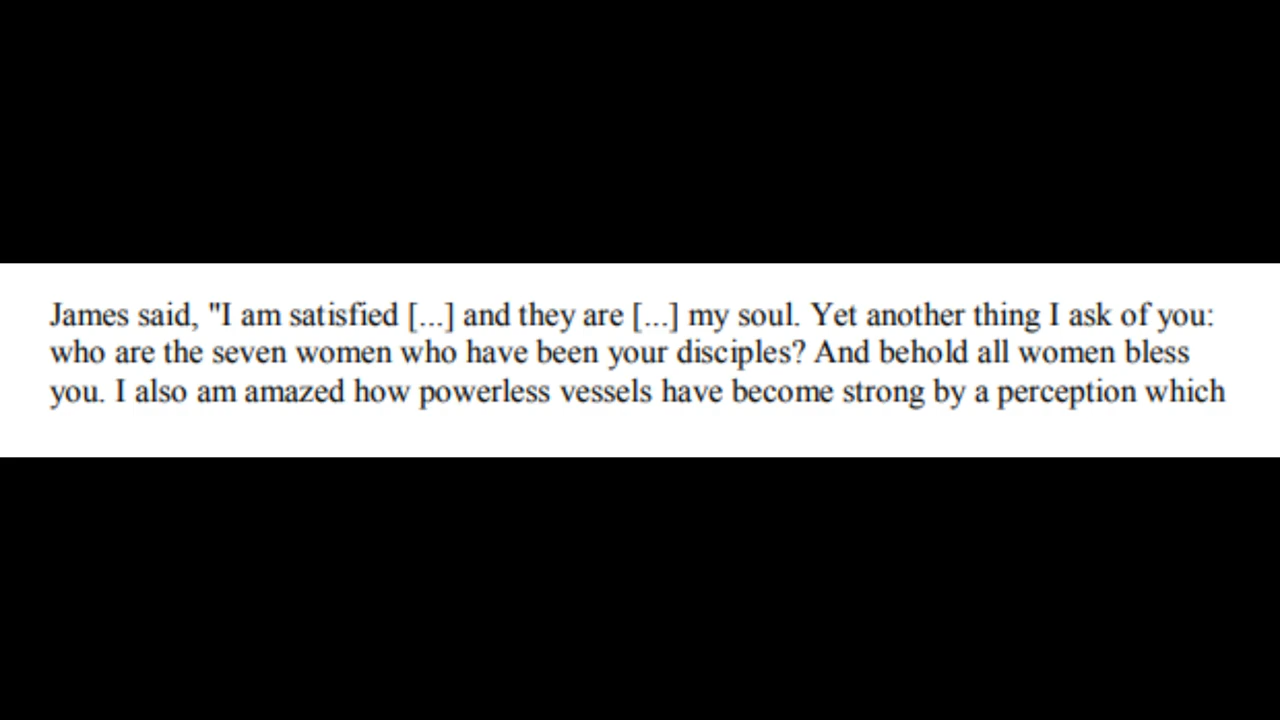 James said, "I am satisfied [...] and they are [...] my soul. Yet another thing I ask of you:
who are the seven women who have been your disciples? And behold all women bless
you. I also am amazed how powerless vessels have become strong by a perception which